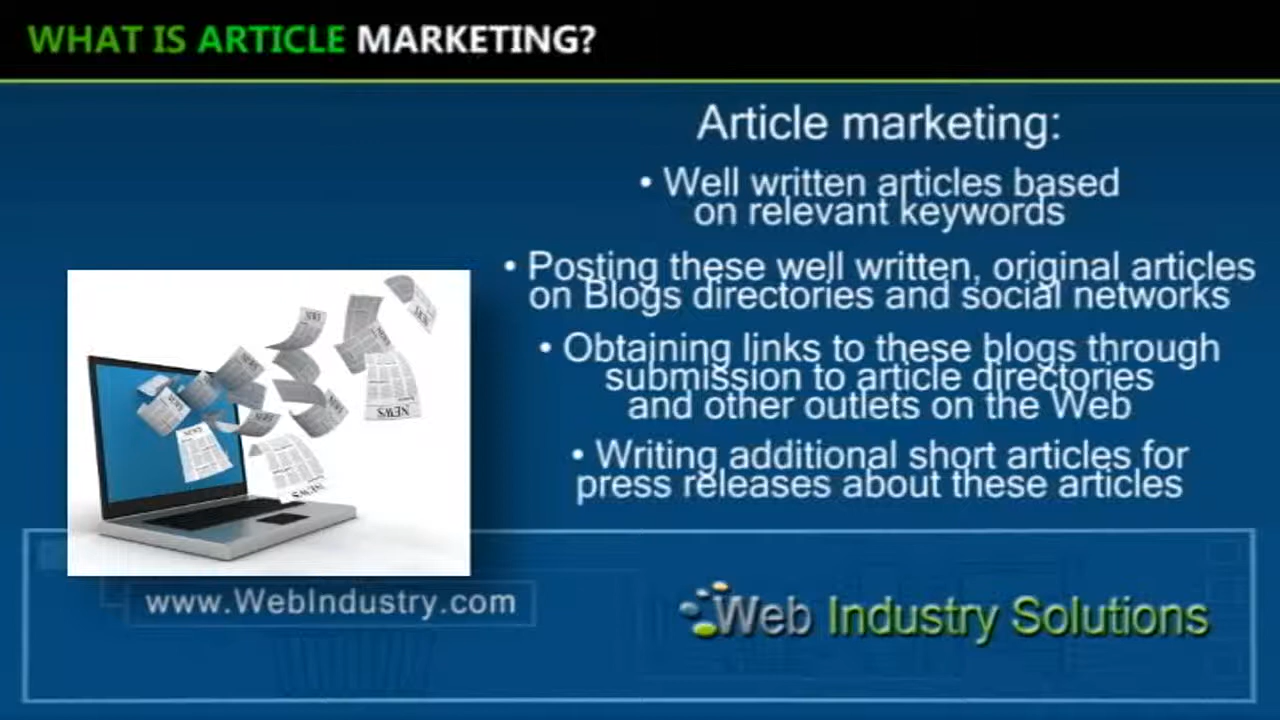 WHAT IS ARTICLE MARKETING?
Article marketing:
• Well written articles based
on relevant keywords
• Posting these well written, original articles
on Blogs directories and social networks
• Obtaining links to these blogs through
submission to article directories
and other outlets on the Web
• Writing additional short articles for
press releases about these articles
NEWS
NEWS
NEWS
www.WebIndustry.com
Web Industry Solutions